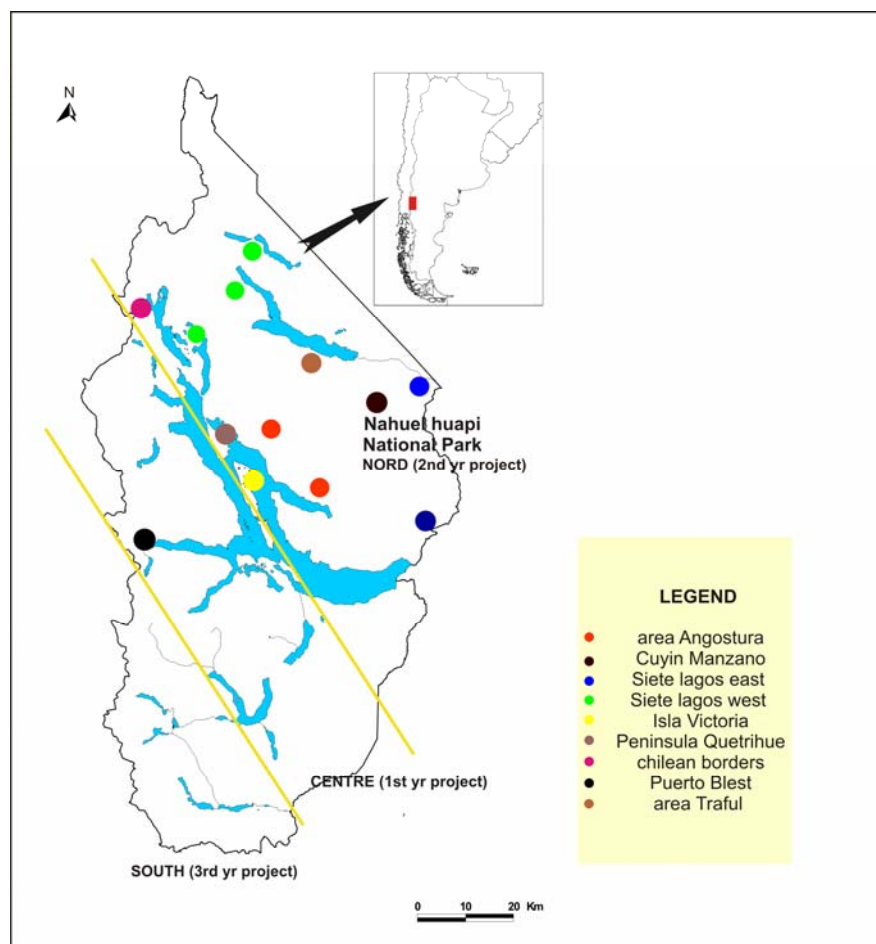 N
Nahuel huapi
National Park
NORD (2nd yr project)
LEGEND
area Angostura
Cuyin Manzano
Siete lagos east
Siete lagos west
Isla Victoria
Peninsula Quetrihue
chilean borders
Puerto Blest
area Traful
CENTRE (1st yr project)
SOUTH (3rd yr project)
0 10 20 Km